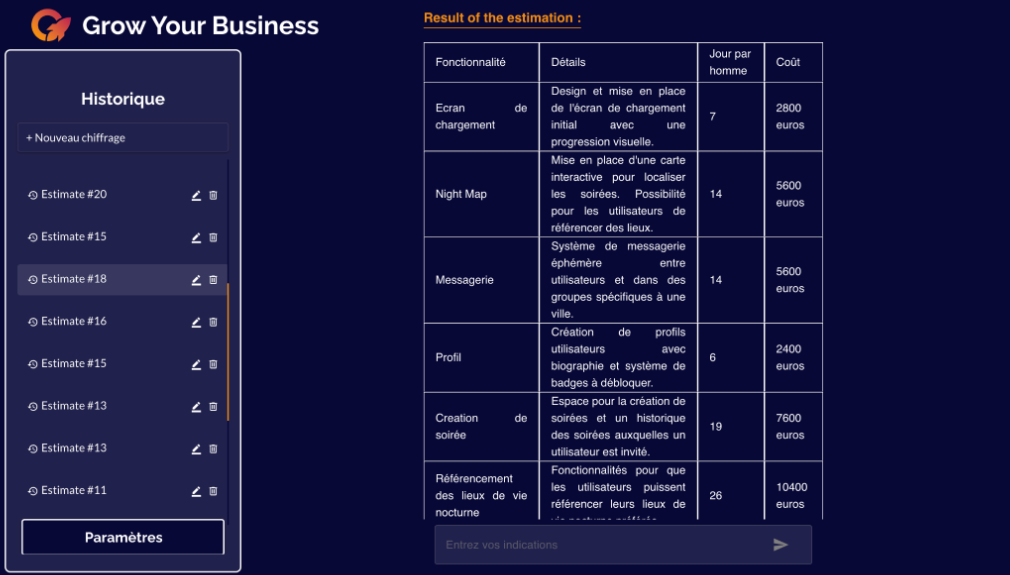 Grow Your Business
Historique
+ Nouveau chiffrage
Estimate #20
Estimate #15
Estimate #18
Estimate #16
Estimate #15
Estimate #13
Estimate #13
Estimate #11
Paramètres
Result of the estimation :
Fonctionnalité
Détails
Jour par
homme
Coût
Ecran de
chargement
Design et mise en place
de l'écran de chargement
initial avec une
progression visuelle.
7
2800
euros
Night Map
Mise en place d'une carte
interactive pour localiser
les soirées. Possibilité
pour les utilisateurs de
référencer des lieux.
14
5600
euros
Messagerie
Système de messagerie
éphémère entre
utilisateurs et dans des
groupes spécifiques à une
ville.
14
5600
euros
Profil
Création de profils
utilisateurs avec
biographie et système de
badges à débloquer.
6
2400
euros
Creation de
soirée
Espace pour la création de
soirées et un historique
des soirées auxquelles un
utilisateur est invité.
19
7600
euros
Référencement
des lieux de vie
nocturne
Fonctionnalités pour que
les utilisateurs puissent
référencer leurs lieux de
vie nocturne préférés.
26
10400
euros
Entrez vos indications